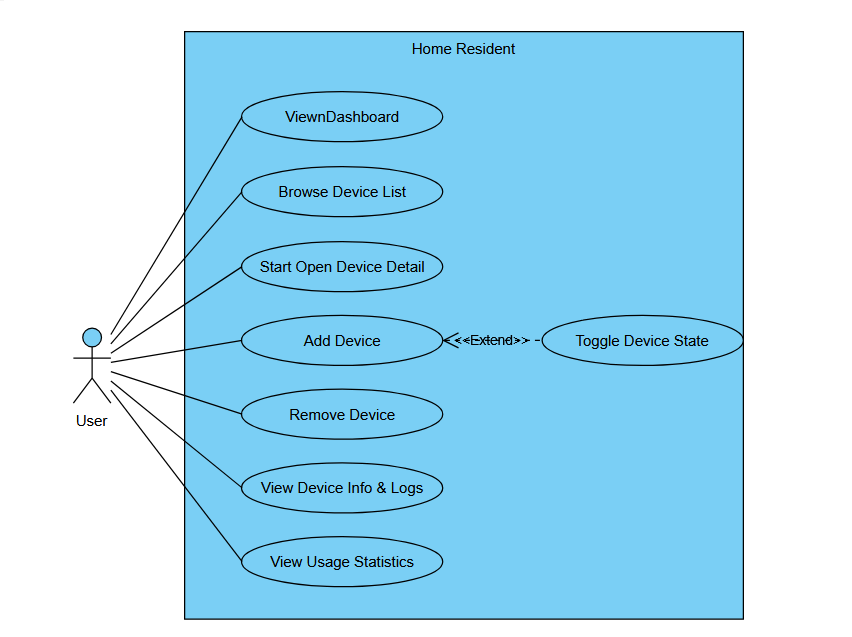 Home Resident
ViewnDashboard
Browse Device List
Start Open Device Detail
Add Device
<<Extend>>
Toggle Device State
Remove Device
User
View Device Info & Logs
View Usage Statistics